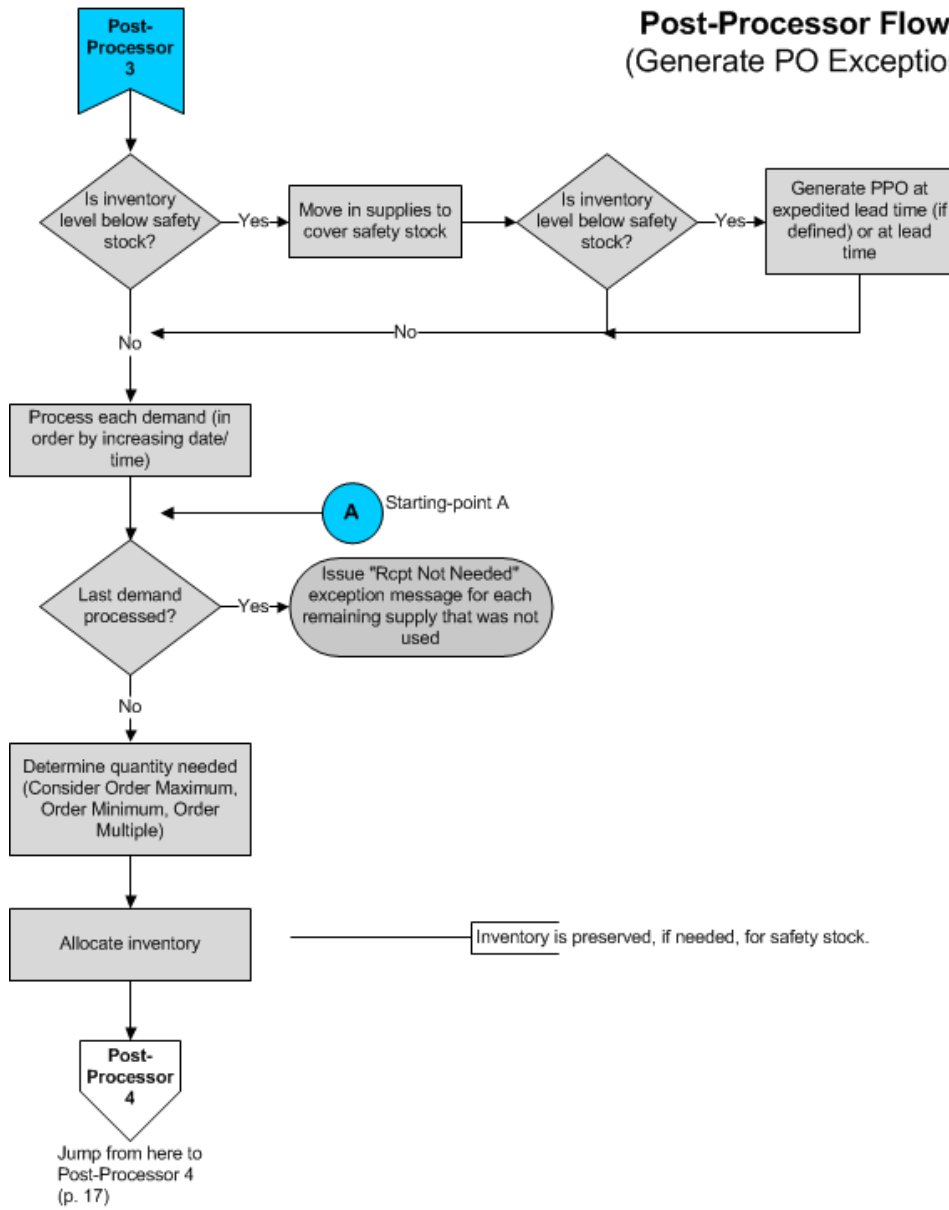 Post-Processor Flow
(Generate PO Exception
Post-
Processor
3
Is inventory
level below safety
stock?
Yes
Move in supplies to
cover safety stock
Is inventory
level below safety
stock?
Yes
Generate PPO at
expedited lead time (if
defined) or at lead
time
No
No
Process each demand (in
order by increasing date/
time)
A
Starting-point A
Last demand
processed?
Yes
Issue "Rcpt Not Needed"
exception message for each
remaining supply that was not
used
No
Determine quantity needed
(Consider Order Maximum,
Order Minimum, Order
Multiple)
Allocate inventory
Inventory is preserved, if needed, for safety stock.
Post-
Processor
4
Jump from here to
Post-Processor 4
(p. 17)